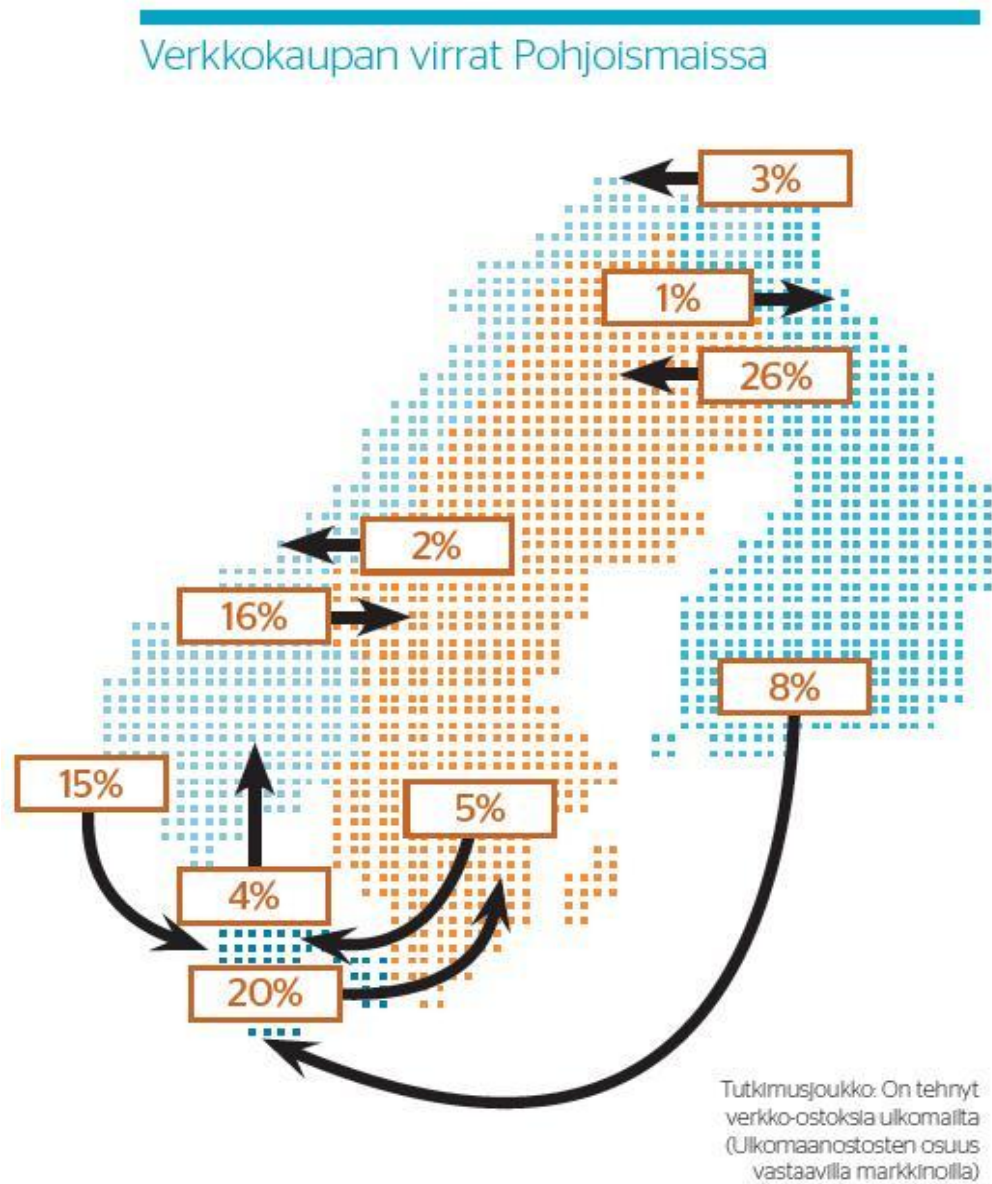 Verkkokaupan virrat Pohjoismaissa
3%
1%
26%
2%
16%
8%
15%
5%
4%
20%
Tutkimusjoukko: On tehnyt
verkko-ostoksia ulkomailta
(Ulkomaanostosten osuus
vastaavilla markkinoilla)